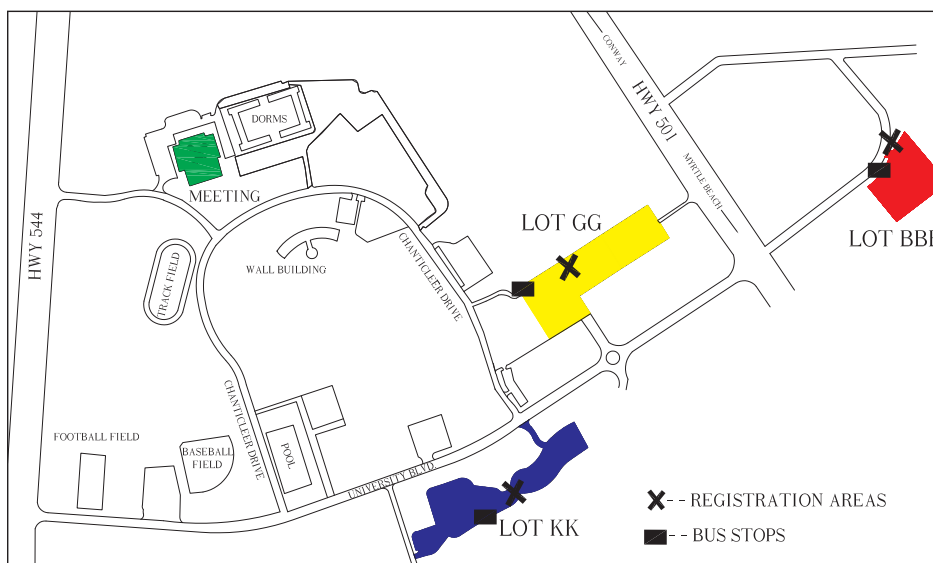 CONWAY
HWY 501
MYRTLE BEACH
DORMS
MEETING
LOT GG
LOT BBB
HWY 544
WALL BUILDING
CHANTICLEER DRIVE
TRACK FIELD
CHANTICLEER DRIVE
FOOTBALL FIELD
BASEBALL
FIELD
POOL
UNIVERSITY BLVD.
LOT KK
-- REGISTRATION AREAS
-- BUS STOPS